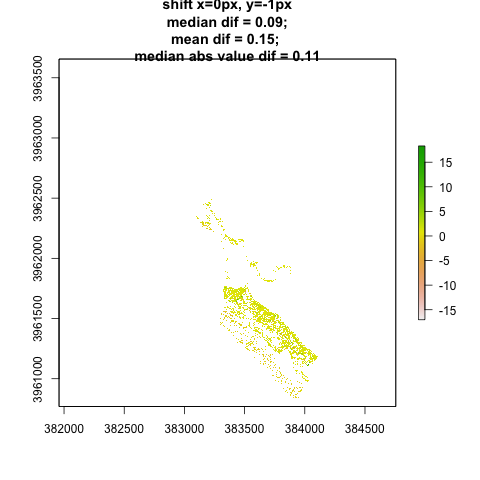 shift x=0px, y=-1px
median dif = 0.09;
mean dif = 0.15;
median abs value dif = 0.11
3963500
3963000
3962500
3962000
3961500
3961000
382000 382500 383000 383500 384000 384500
15
10
5
0
-5
-10
-15